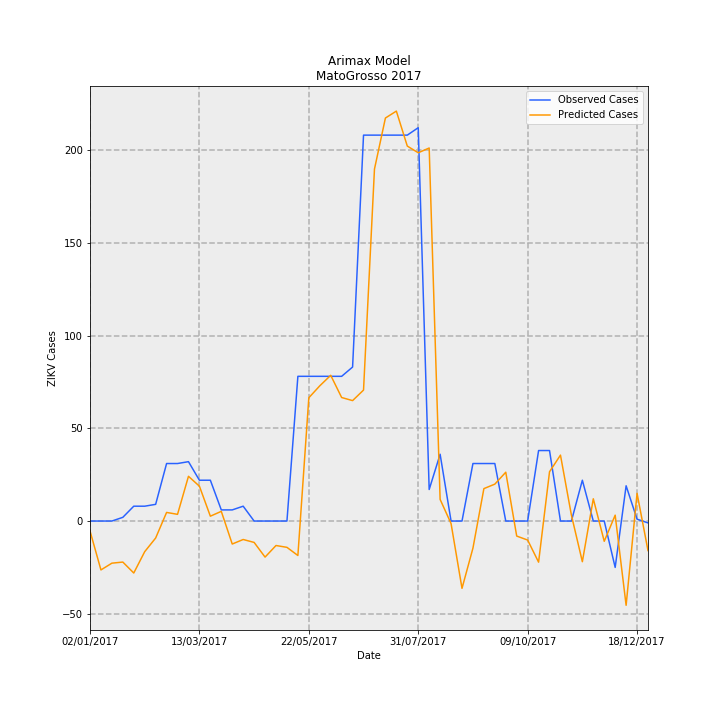 Arimax Model
MatoGrosso 2017
Observed Cases
Predicted Cases
ZIKV Cases
200
150
100
50
0
−50
02/01/2017 13/03/2017 22/05/2017 31/07/2017 09/10/2017 18/12/2017
Date